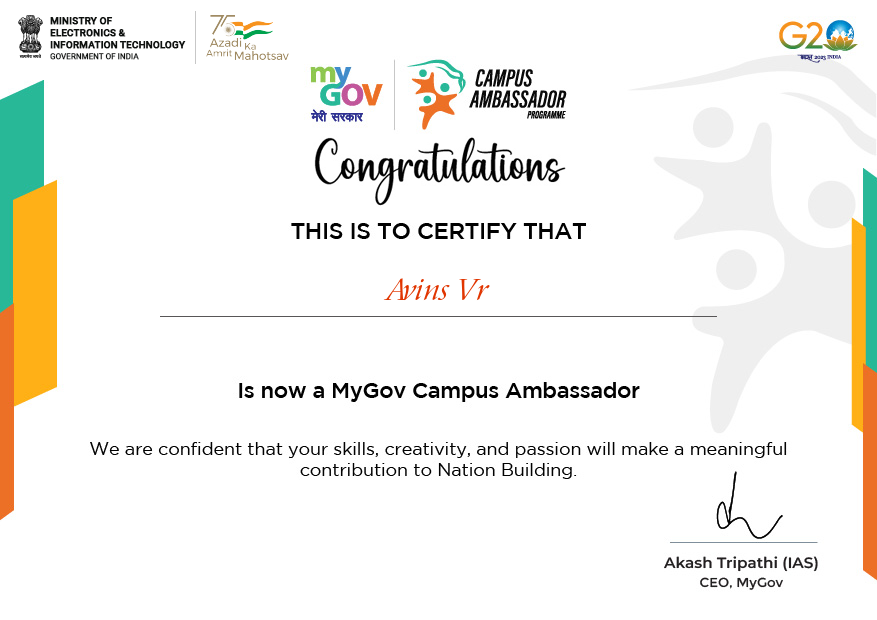 MINISTRY OF
ELECTRONICS &
INFORMATION TECHNOLOGY
GOVERNMENT OF INDIA
75
Azadi Ka
Amrit Mahotsav
G20
भारत 2023 INDIA
my
GOV
मेरी सरकार
CAMPUS
AMBASSADOR
PROGRAMME
Congratulations
THIS IS TO CERTIFY THAT
Avins Vr
Is now a MyGov Campus Ambassador
We are confident that your skills, creativity, and passion will make a meaningful
contribution to Nation Building.
Akash Tripathi (IAS)
CEO, MyGov